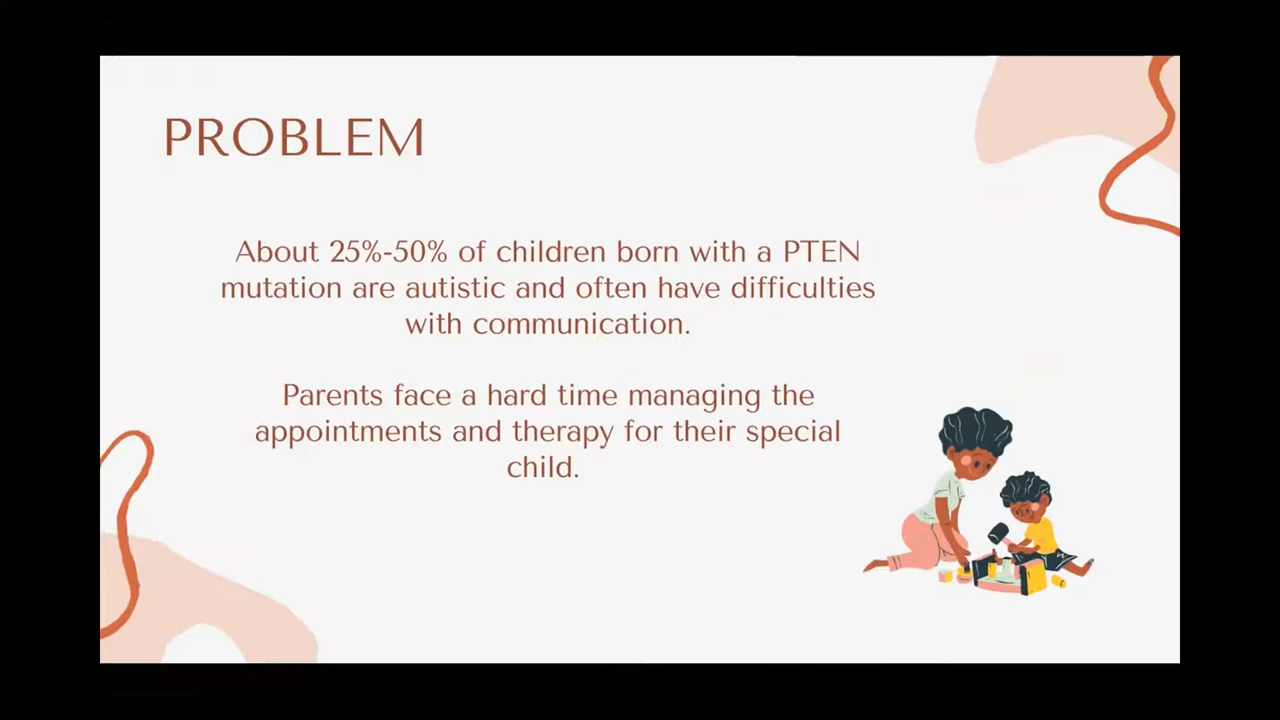 PROBLEM
About 25%-50% of children born with a PTEN
mutation are autistic and often have difficulties
with communication.
Parents face a hard time managing the
appointments and therapy for their special
child.